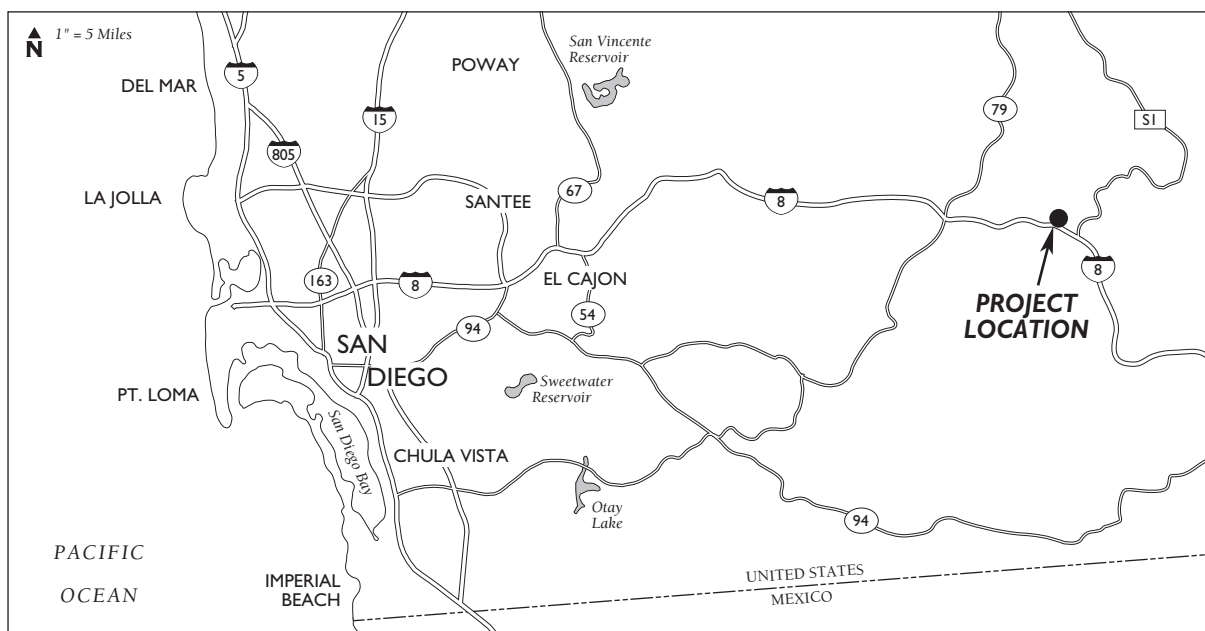 1" = 5 Miles
N
San Vincente
Reservoir
POWAY
5
DEL MAR
15
79
S1
805
LA JOLLA
67
SANTEE
8
163
8
EL CAJON
8
PROJECT
LOCATION
94
54
SAN
DIEGO
PT. LOMA
Sweetwater
Reservoir
San Diego Bay
CHULA VISTA
Otay
Lake
94
PACIFIC
OCEAN
IMPERIAL
BEACH
UNITED STATES
MEXICO